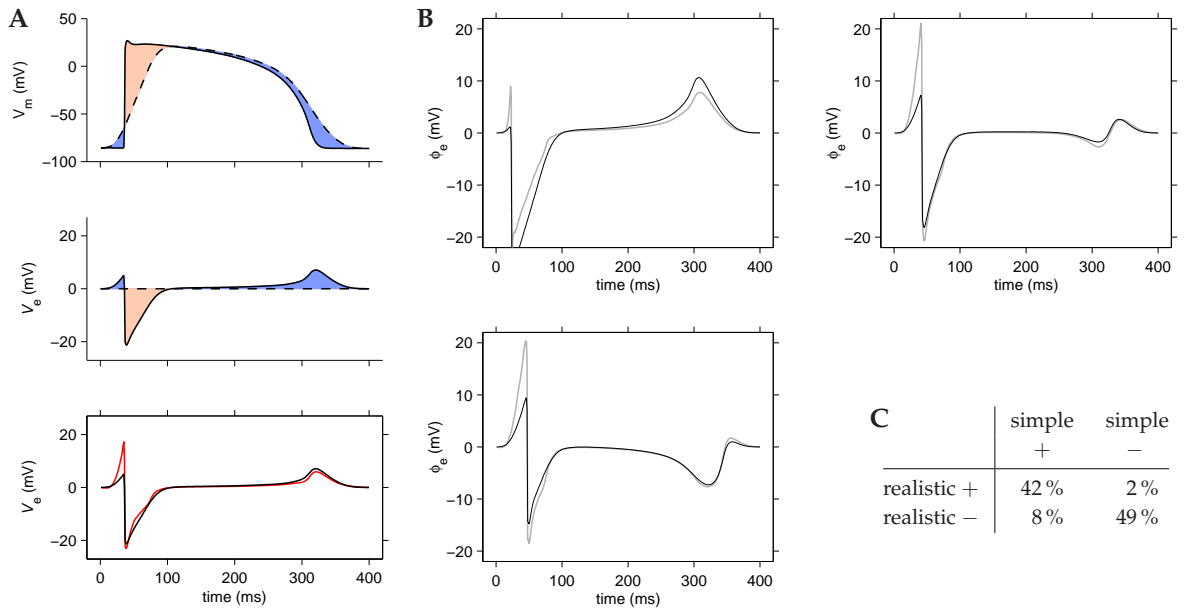 A
V_m (mV)
50
0
−50
−100
V_e (mV)
20
0
−20
V_e (mV)
20
0
−20
0 100 200 300 400
time (ms)
B
ϕ_e (mV)
20
10
0
−10
−20
0 100 200 300 400
time (ms)
ϕ_e (mV)
20
10
0
−10
−20
0 100 200 300 400
time (ms)
ϕ_e (mV)
20
10
0
−10
−20
0 100 200 300 400
time (ms)
C
simple simple
+ −
realistic + 42 % 2 %
realistic − 8 % 49 %